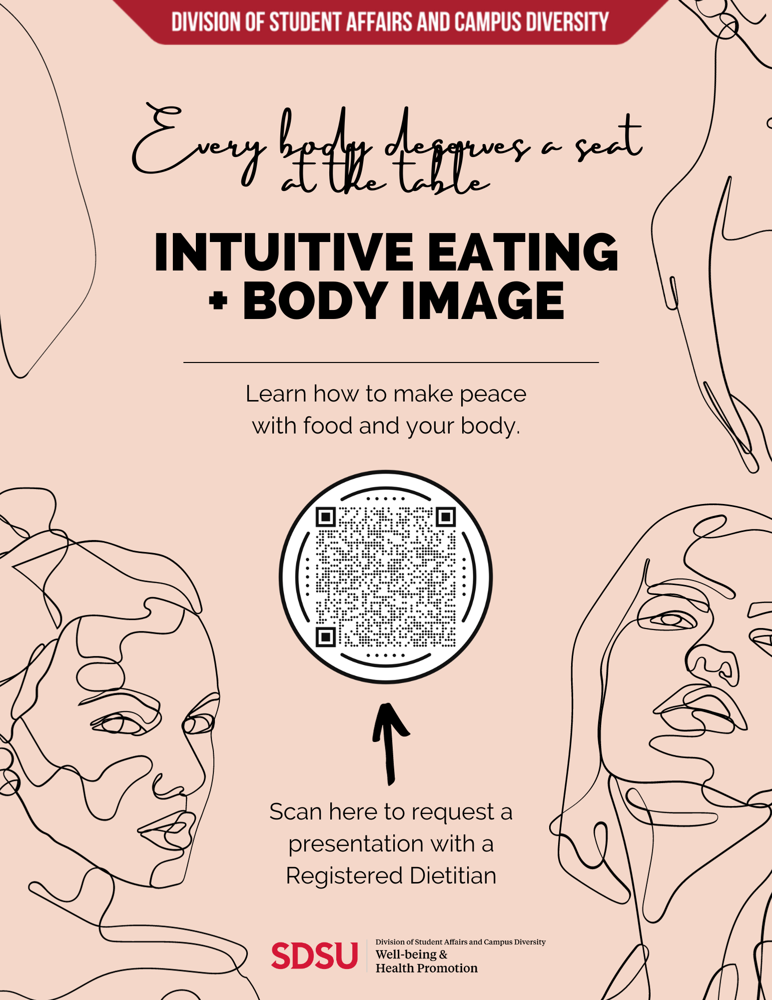 DIVISION OF STUDENT AFFAIRS AND CAMPUS DIVERSITY
Every body deserves a seat
at the table
INTUITIVE EATING
+ BODY IMAGE
Learn how to make peace
with food and your body.
Scan here to request a
presentation with a
Registered Dietitian
SDSU
Division of Student Affairs and Campus Diversity
Well-being &
Health Promotion